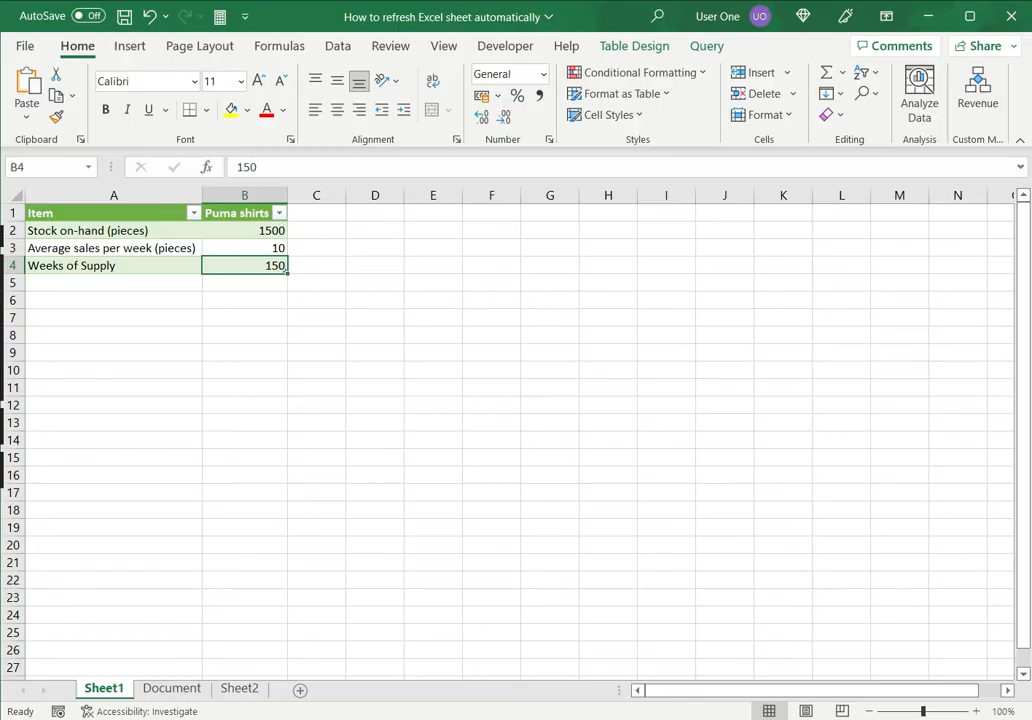 AutoSave Off How to refresh Excel sheet automatically User One UO
File Home Insert Page Layout Formulas Data Review View Developer Help Table Design Query Comments Share
Paste
Clipboard
Calibri 11 A A
B I U A
Font
ab
Alignment
General
% ,
Number
Conditional Formatting
Format as Table
Cell Styles
Styles
Insert
Delete
Format
Cells
Editing
Analyze
Data
Analysis
Revenue
Custom M...
B4 fx 150
A B C D E F G H I J K L M N
1 Item Puma shirts
2 Stock on-hand (pieces) 1500
3 Average sales per week (pieces) 10
4 Weeks of Supply 150
5
6
7
8
9
10
11
12
13
14
15
16
17
18
19
20
21
22
23
24
25
26
27
Sheet1 Document Sheet2
Ready Accessibility: Investigate 100%